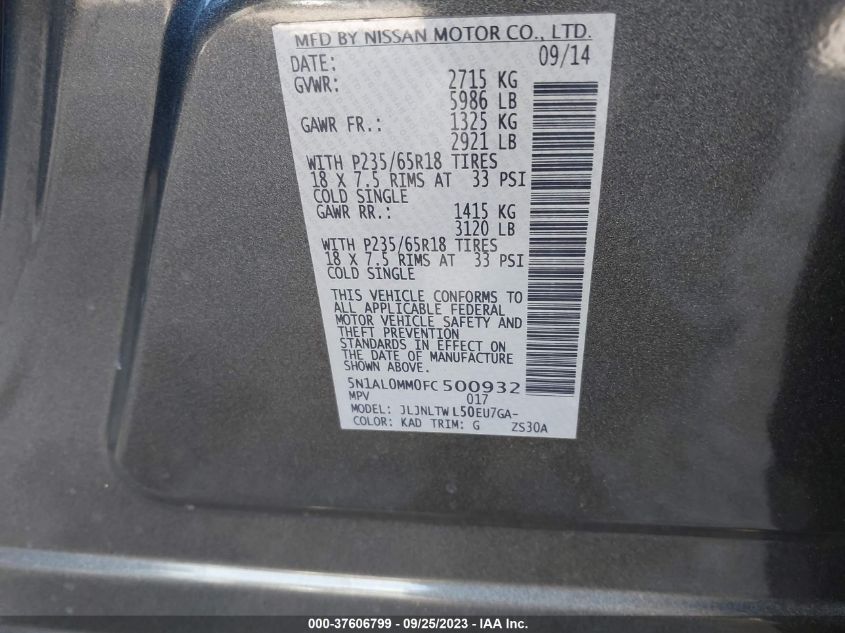 MFD BY NISSAN MOTOR CO., LTD.
DATE: 09/14
GVWR: 2715 KG
5986 LB
GAWR FR.: 1325 KG
2921 LB
WITH P235/65R18 TIRES
18 X 7.5 RIMS AT 33 PSI
COLD SINGLE
GAWR RR.: 1415 KG
3120 LB
WITH P235/65R18 TIRES
18 X 7.5 RIMS AT 33 PSI
COLD SINGLE
THIS VEHICLE CONFORMS TO
ALL APPLICABLE FEDERAL
MOTOR VEHICLE SAFETY AND
THEFT PREVENTION
STANDARDS IN EFFECT ON
THE DATE OF MANUFACTURE
SHOWN ABOVE.
5N1AL0MM0FC500932
MPV 017
MODEL: JLJNLTWL50EU7GA-
COLOR: KAD TRIM: G ZS30A
000-37606799 - 09/25/2023 - IAA Inc.